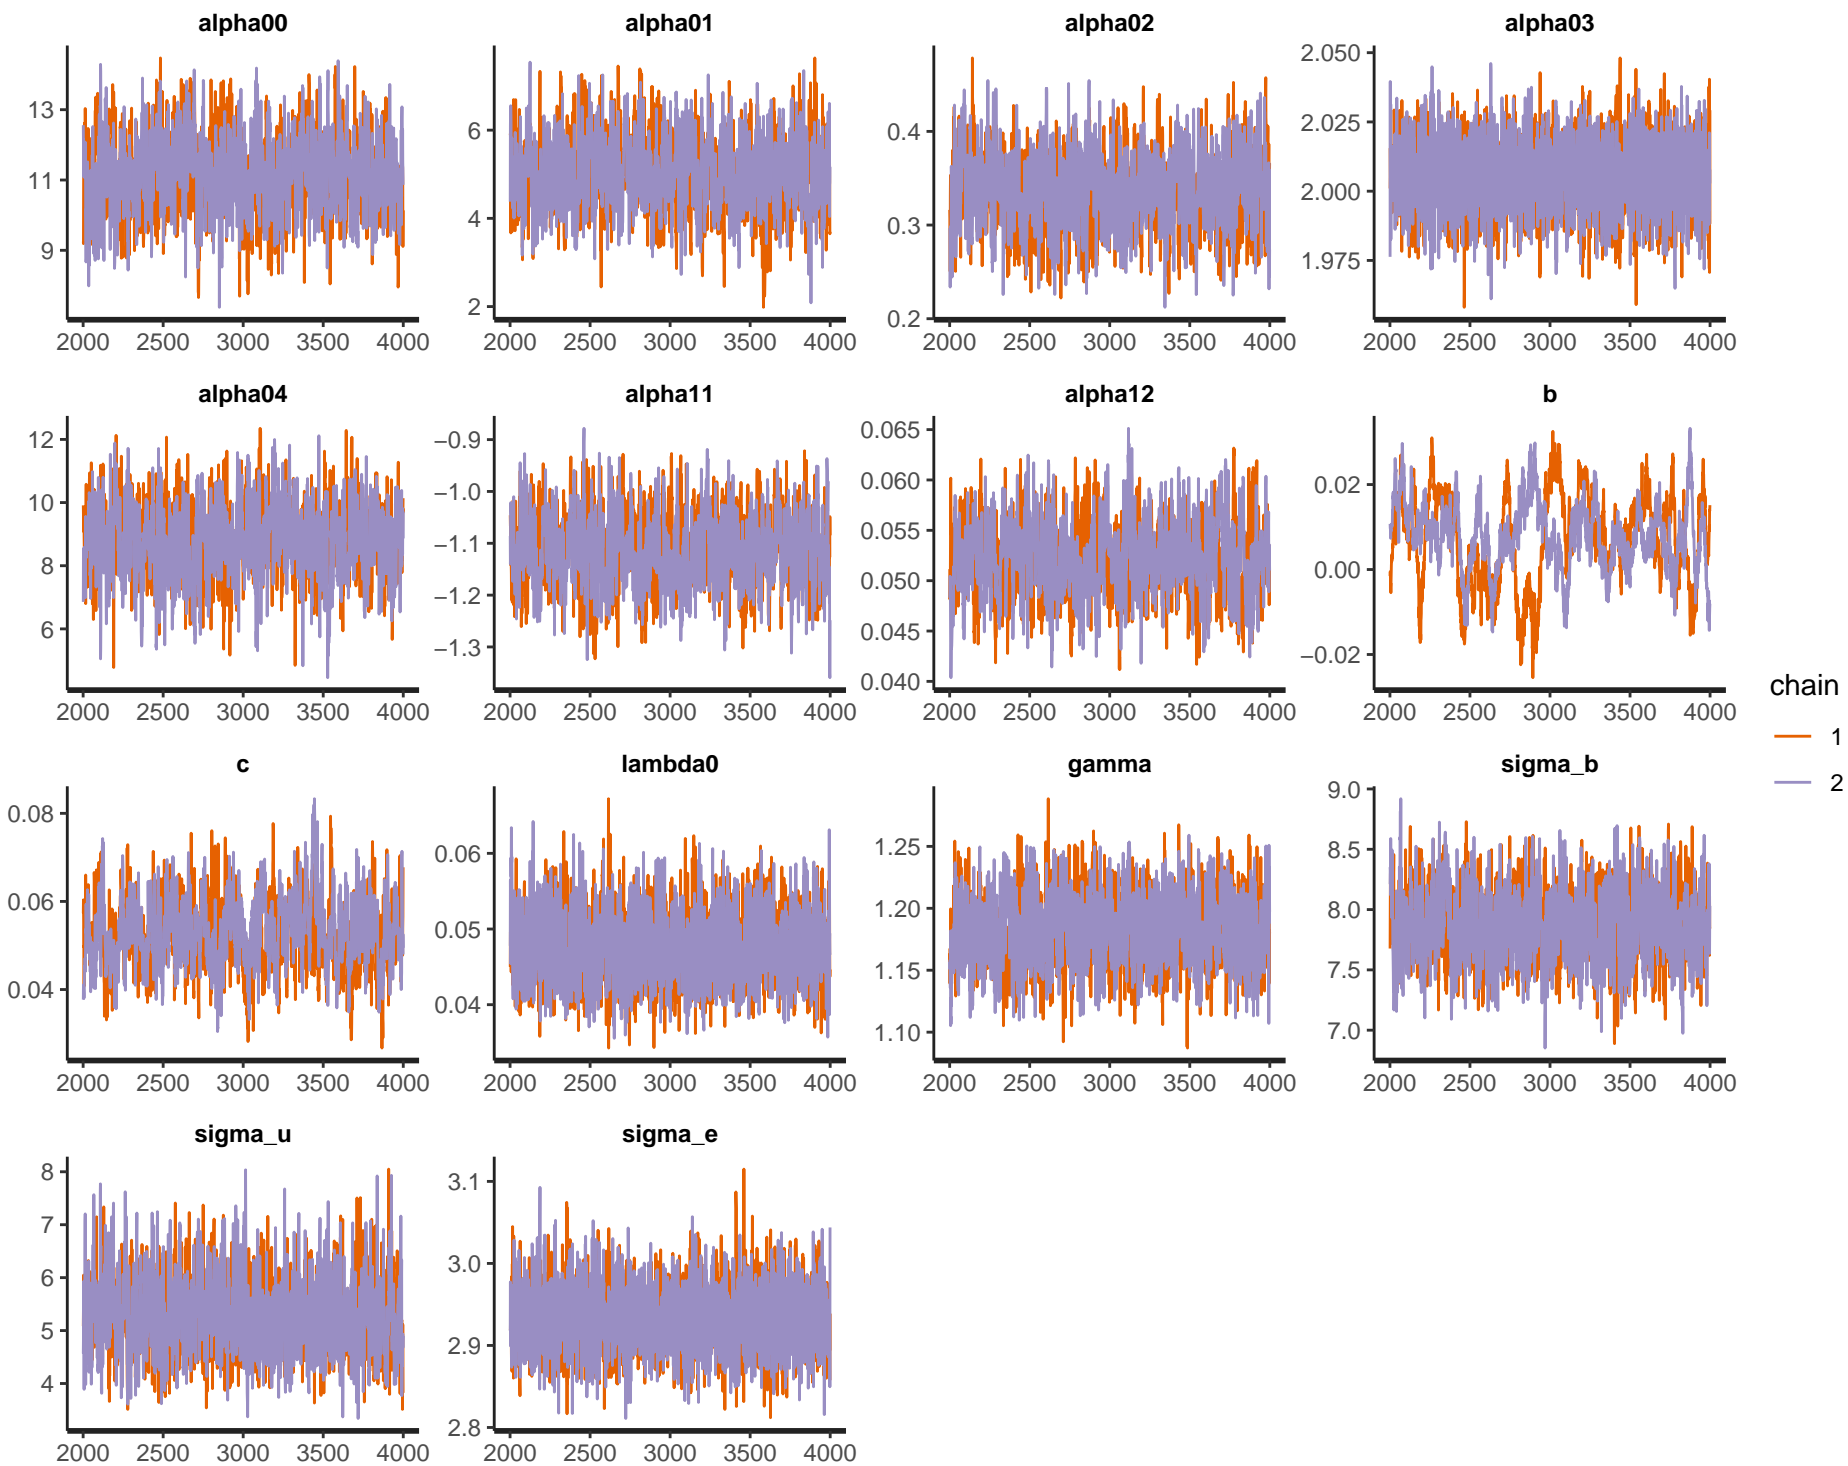 alpha00 alpha01 alpha02 alpha03
13 11 9
6 4 2
0.4 0.3 0.2
2.050 2.025 2.000 1.975
2000 2500 3000 3500 4000 2000 2500 3000 3500 4000 2000 2500 3000 3500 4000 2000 2500 3000 3500 4000
alpha04 alpha11 alpha12 b
12 10 8 6
−0.9 −1.0 −1.1 −1.2 −1.3
0.065 0.060 0.055 0.050 0.045 0.040
0.02 0.00 −0.02
2000 2500 3000 3500 4000 2000 2500 3000 3500 4000 2000 2500 3000 3500 4000 2000 2500 3000 3500 4000
c lambda0 gamma sigma_b
0.08 0.06 0.04
0.06 0.05 0.04
1.25 1.20 1.15 1.10
9.0 8.5 8.0 7.5 7.0
2000 2500 3000 3500 4000 2000 2500 3000 3500 4000 2000 2500 3000 3500 4000 2000 2500 3000 3500 4000
sigma_u sigma_e
8 7 6 5 4
3.1 3.0 2.9 2.8
2000 2500 3000 3500 4000 2000 2500 3000 3500 4000
chain
1
2